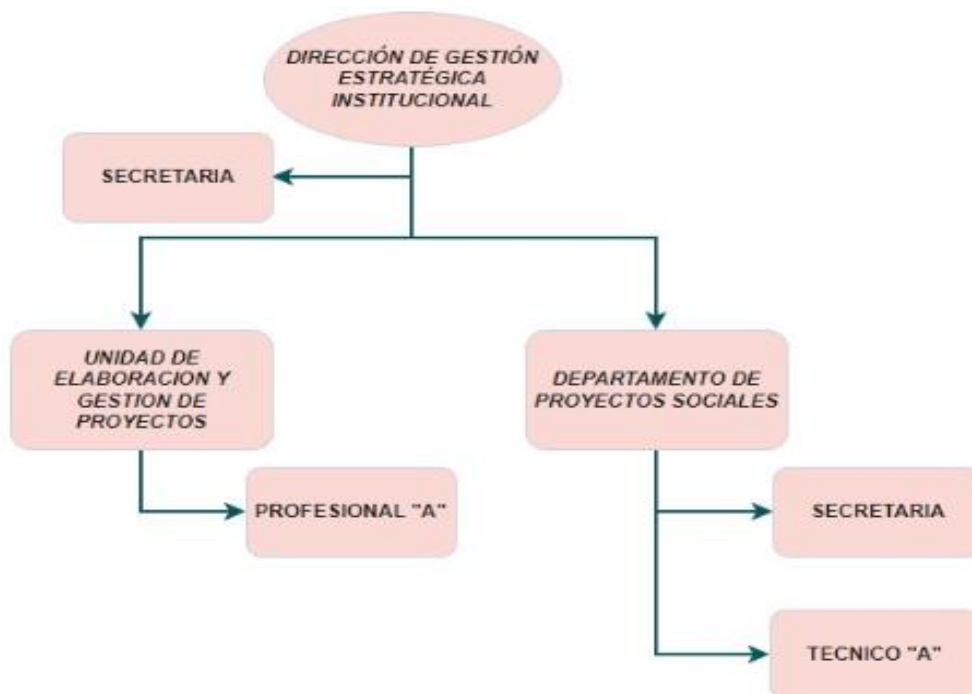 DIRECCIÓN DE GESTIÓN
ESTRATÉGICA
INSTITUCIONAL
SECRETARIA
UNIDAD DE
ELABORACION Y
GESTION DE
PROYECTOS
DEPARTAMENTO DE
PROYECTOS SOCIALES
PROFESIONAL "A"
SECRETARIA
TECNICO "A"